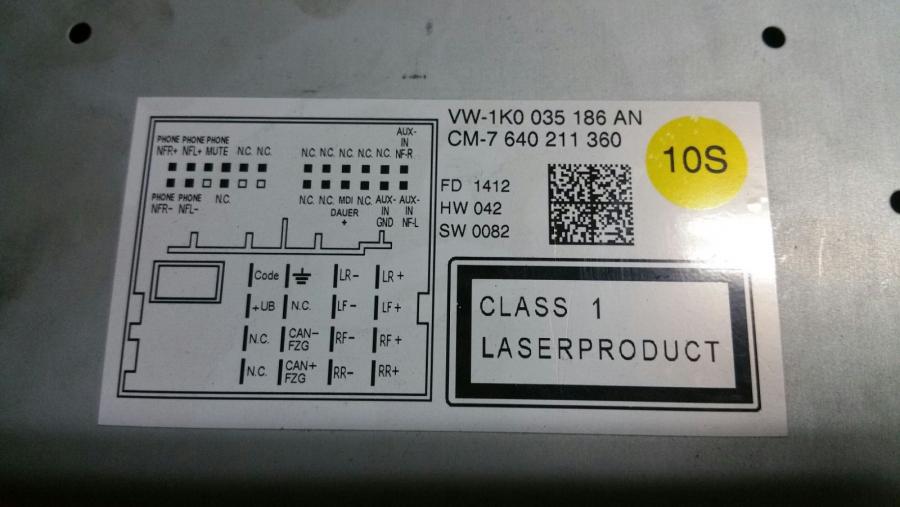 VW-1K0 035 186 AN
CM-7 640 211 360
10S
FD 1412
HW 042
SW 0082
CLASS 1
LASERPRODUCT
PHONE PHONE PHONE
NFR+ NFL+ MUTE N.C. N.C.
PHONE PHONE N.C.
NFR- NFL-
AUX-
IN
N.C. N.C. N.C. N.C. N.C. NF-R
N.C. N.C. MDI N.C. AUX- AUX-
DAUER IN IN
+ GND NF-L
Code LR- LR+
+UB N.C. LF- LF+
N.C. CAN- RF- RF+
FZG
N.C. CAN+ RR- RR+
FZG